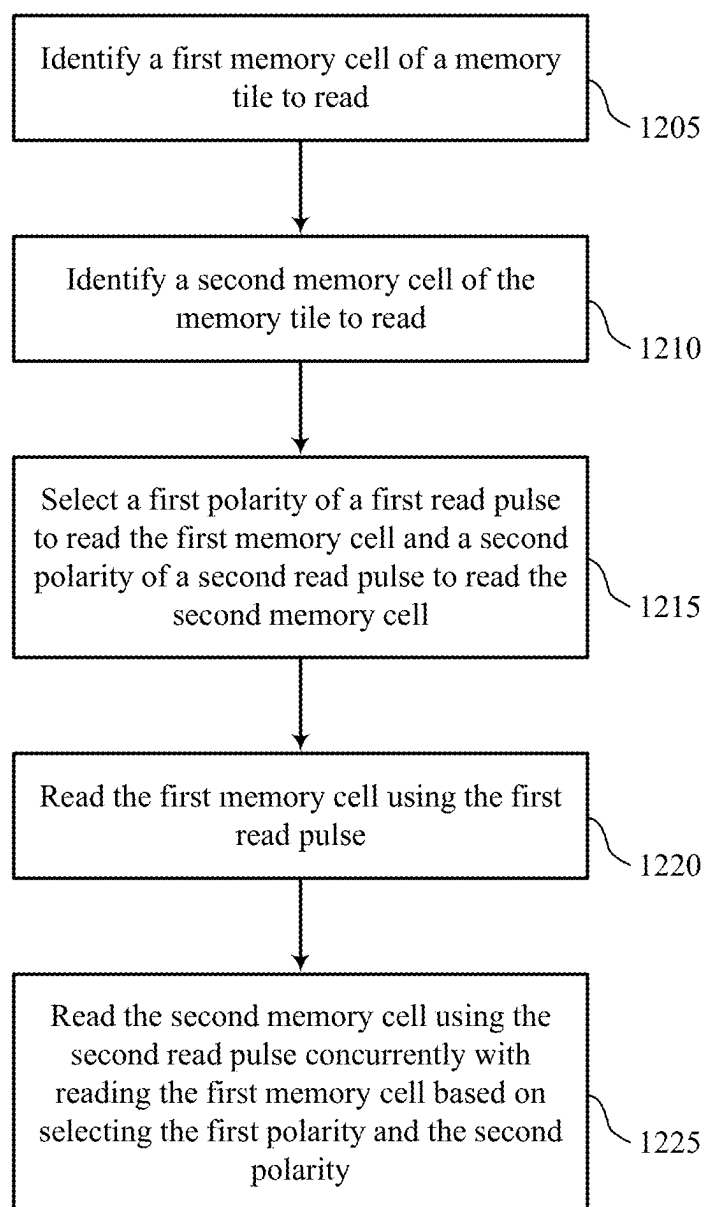 Identify a first memory cell of a memory
tile to read
1205
Identify a second memory cell of the
memory tile to read
1210
Select a first polarity of a first read pulse
to read the first memory cell and a second
polarity of a second read pulse to read the
second memory cell
1215
Read the first memory cell using the first
read pulse
1220
Read the second memory cell using the
second read pulse concurrently with
reading the first memory cell based on
selecting the first polarity and the second
polarity
1225